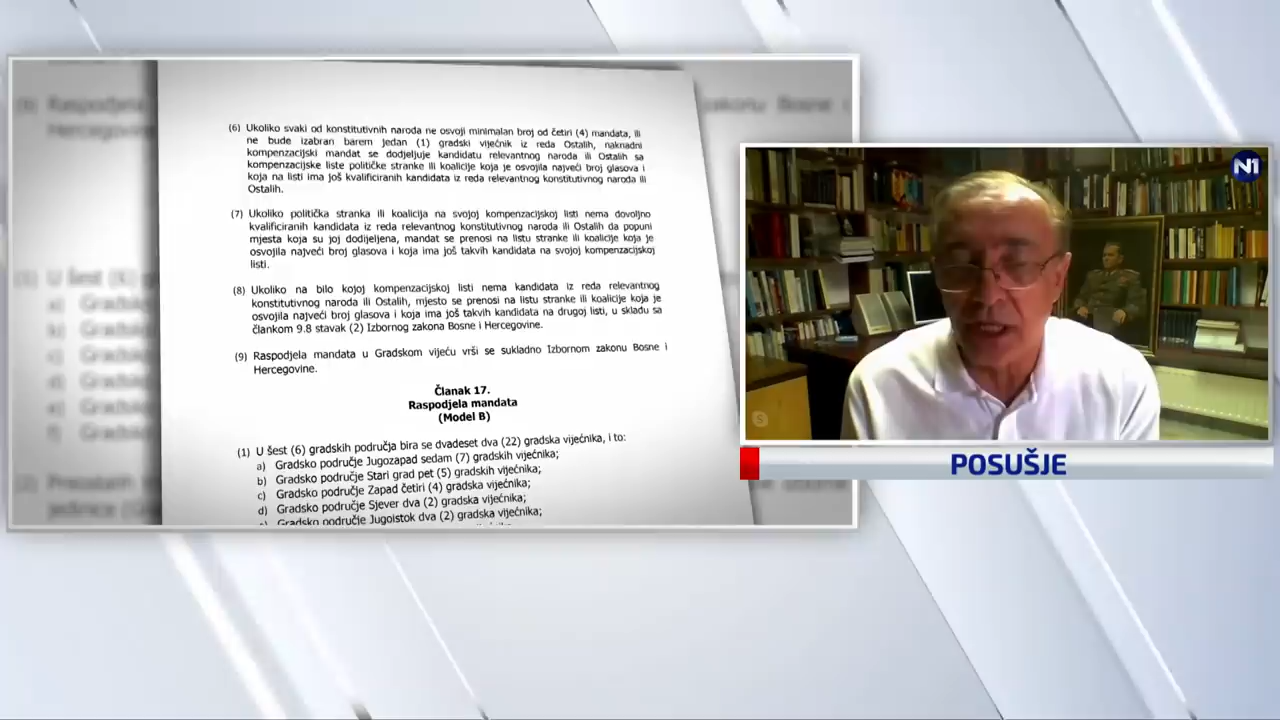 (6) Ukoliko svaki od konstitutivnih naroda ne osvoji minimalan broj od četiri (4) mandata, ili
ne bude izabran barem jedan (1) gradski vijećnik iz reda Ostalih, naknadni
kompenzacijski mandat se dodjeljuje kandidatu relevantnog naroda ili Ostalih sa
kompenzacijske liste političke stranke ili koalicije koja je osvojila najveći broj glasova i
koja na listi ima još kvalificiranih kandidata iz reda relevantnog konstitutivnog naroda ili
Ostalih.
(7) Ukoliko politička stranka ili koalicija na svojoj kompenzacijskoj listi nema dovoljno
kvalificiranih kandidata iz reda relevantnog konstitutivnog naroda ili Ostalih da popuni
mjesta koja su joj dodijeljena, mandat se prenosi na listu stranke ili koalicije koja je
osvojila najveći broj glasova i koja ima još takvih kandidata na svojoj kompenzacijskoj
listi.
(8) Ukoliko na bilo kojoj kompenzacijskoj listi nema kandidata iz reda relevantnog
konstitutivnog naroda ili Ostalih, mjesto se prenosi na listu stranke ili koalicije koja je
osvojila najveći broj glasova i koja ima još takvih kandidata na drugoj listi, u skladu sa
člankom 9.8 stavak (2) Izbornog zakona Bosne i Hercegovine.
(9) Raspodjela mandata u Gradskom vijeću vrši se sukladno Izbornom zakonu Bosne i
Hercegovine.
Članak 17.
Raspodjela mandata
(Model B)
(1) U šest (6) gradskih područja bira se dvadeset dva (22) gradska vijećnika, i to:
a) Gradsko područje Jugozapad sedam (7) gradskih vijećnika;
b) Gradsko područje Stari grad pet (5) gradskih vijećnika;
c) Gradsko područje Zapad četiri (4) gradska vijećnika;
d) Gradsko područje Sjever dva (2) gradska vijećnika;
e) Gradsko područje Jugoistok dva (2) gradska vijećnika;
N1
POSUŠJE